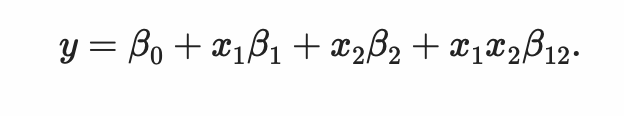 y = β₀ + x₁β₁ + x₂β₂ + x₁x₂β₁₂.